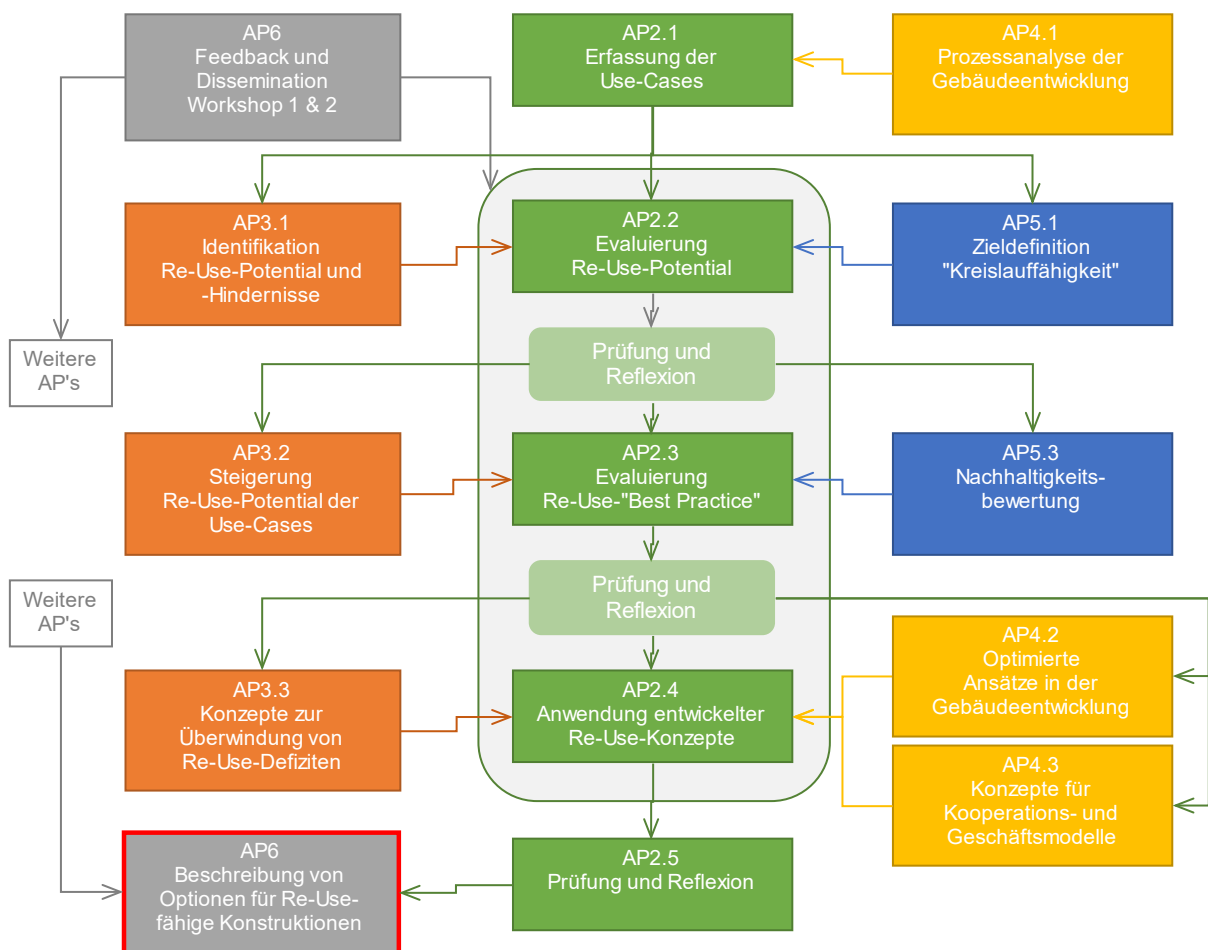 AP6
Feedback und
Dissemination
Workshop 1 & 2
AP2.1
Erfassung der
Use-Cases
AP4.1
Prozessanalyse der
Gebäudeentwicklung
AP3.1
Identifikation
Re-Use-Potential und
-Hindernisse
AP2.2
Evaluierung
Re-Use-Potential
AP5.1
Zieldefinition
"Kreislauffähigkeit"
Weitere
AP's
Prüfung und
Reflexion
AP3.2
Steigerung
Re-Use-Potential der
Use-Cases
AP2.3
Evaluierung
Re-Use-"Best Practice"
AP5.3
Nachhaltigkeits-
bewertung
Weitere
AP's
Prüfung und
Reflexion
AP3.3
Konzepte zur
Überwindung von
Re-Use-Defiziten
AP2.4
Anwendung entwickelter
Re-Use-Konzepte
AP4.2
Optimierte
Ansätze in der
Gebäudeentwicklung
AP4.3
Konzepte für
Kooperations- und
Geschäftsmodelle
AP6
Beschreibung von
Optionen für Re-Use-
fähige Konstruktionen
AP2.5
Prüfung und Reflexion